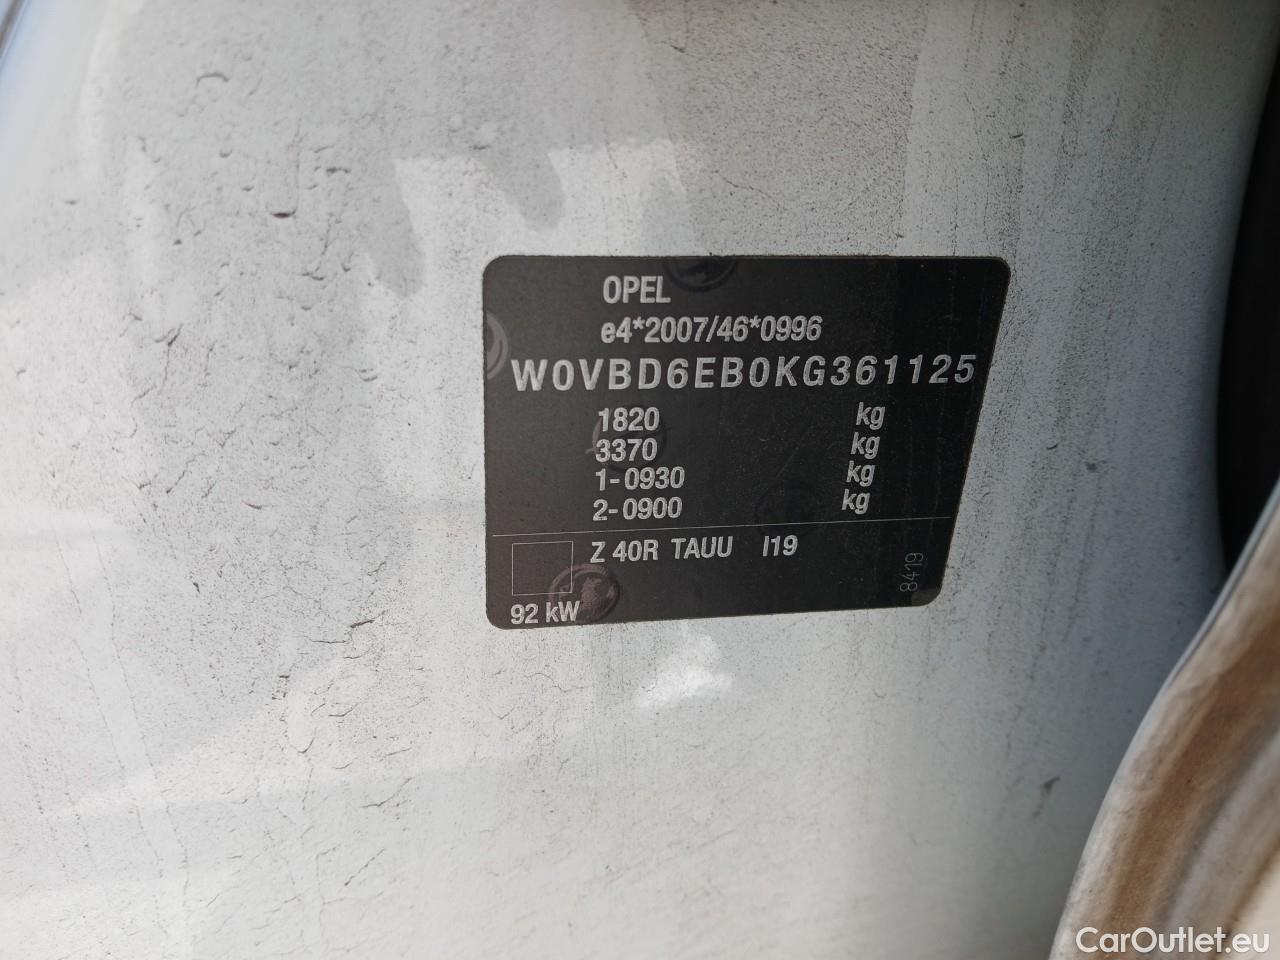 OPEL
e4*2007/46*0996
W0VBD6EB0KG361125
1820 kg
3370 kg
1-0930 kg
2-0900 kg
Z 40R TAUU I19
92 kW
8419
CarOutlet.eu